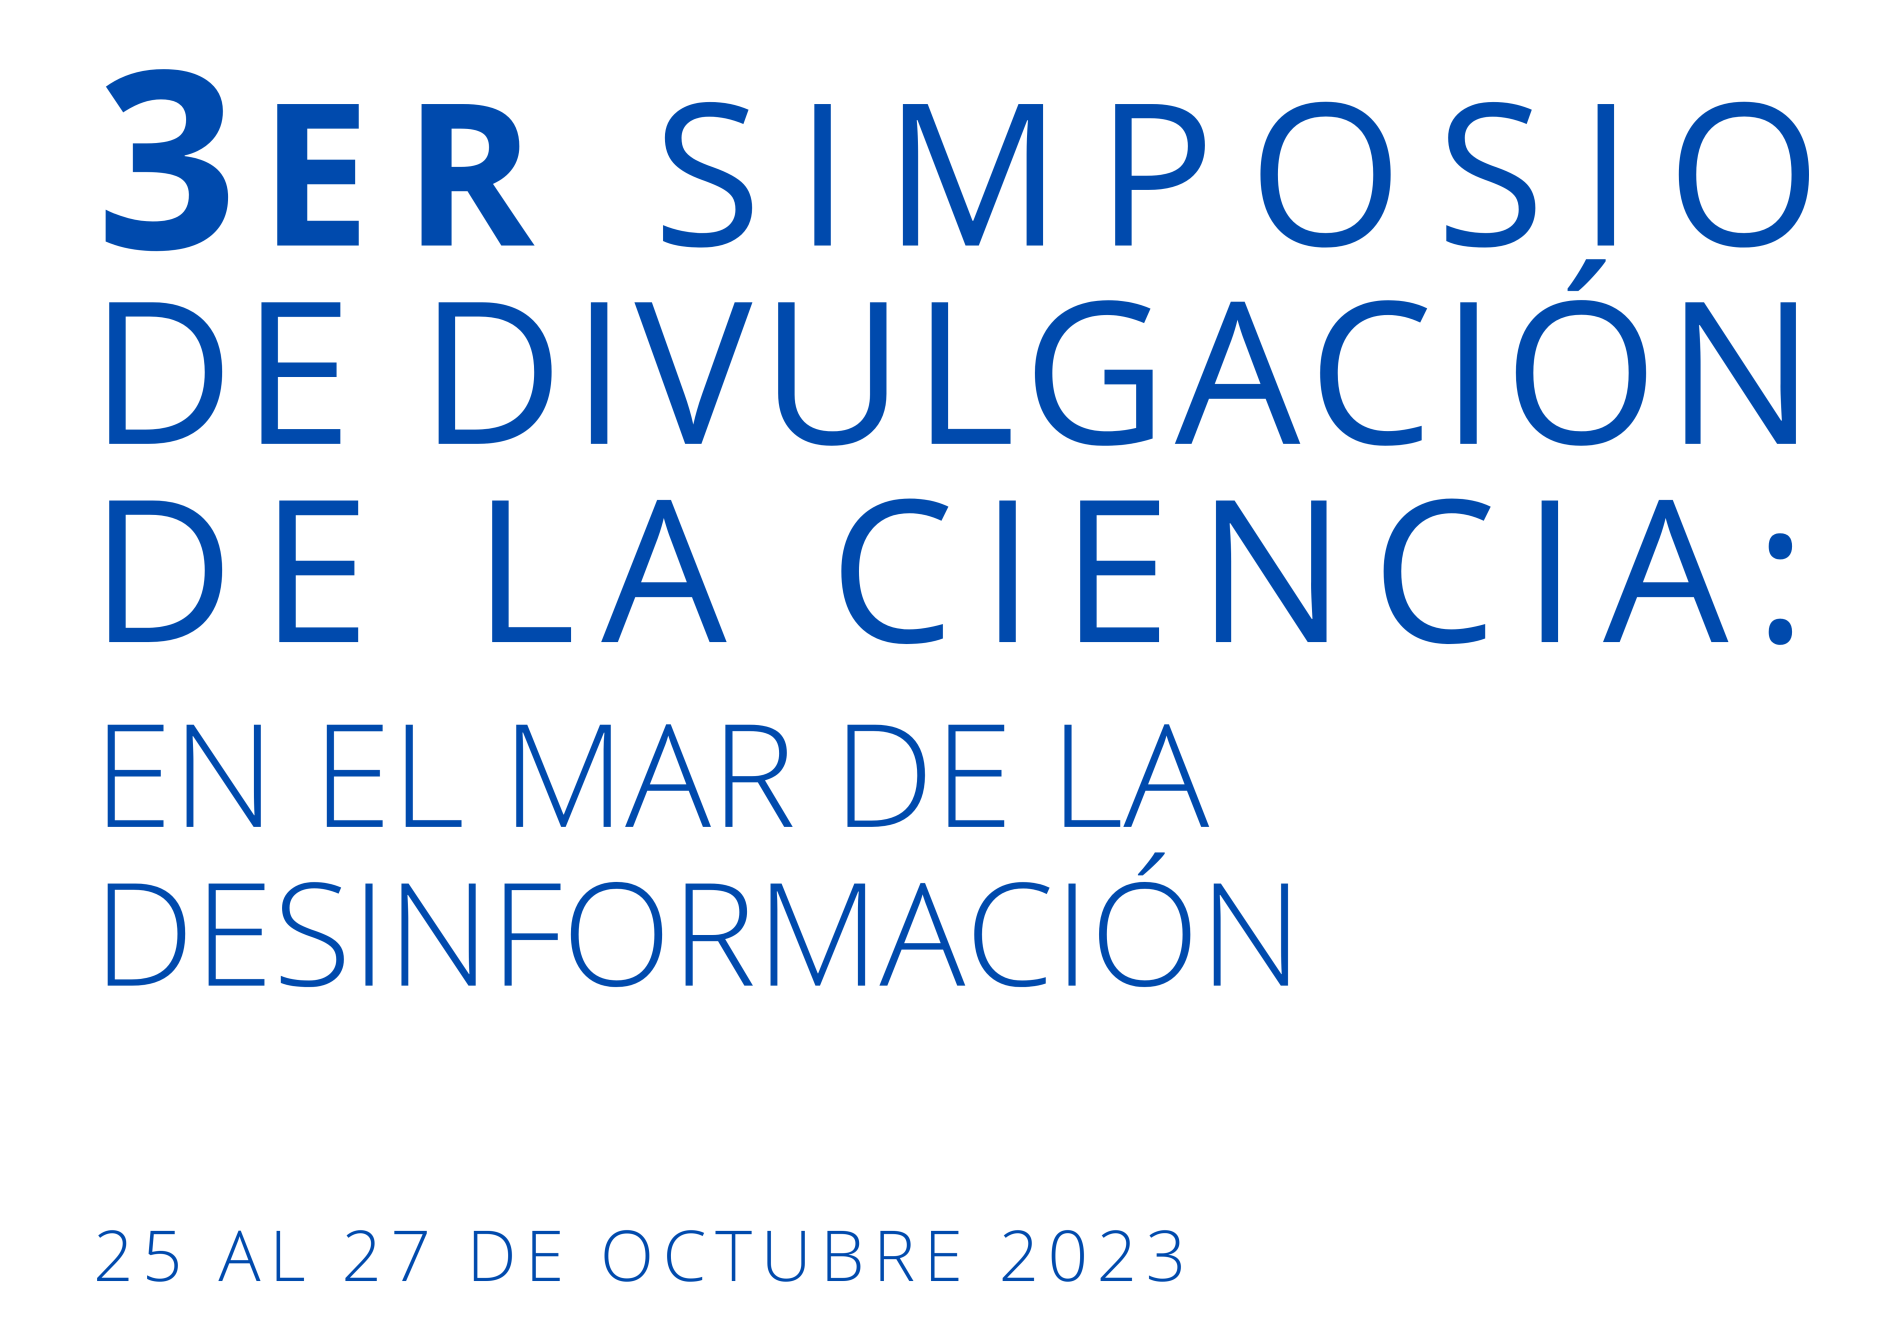 3ER SIMPOSIO
DE DIVULGACIÓN
DE LA CIENCIA:
EN EL MAR DE LA
DESINFORMACIÓN
25 AL 27 DE OCTUBRE 2023